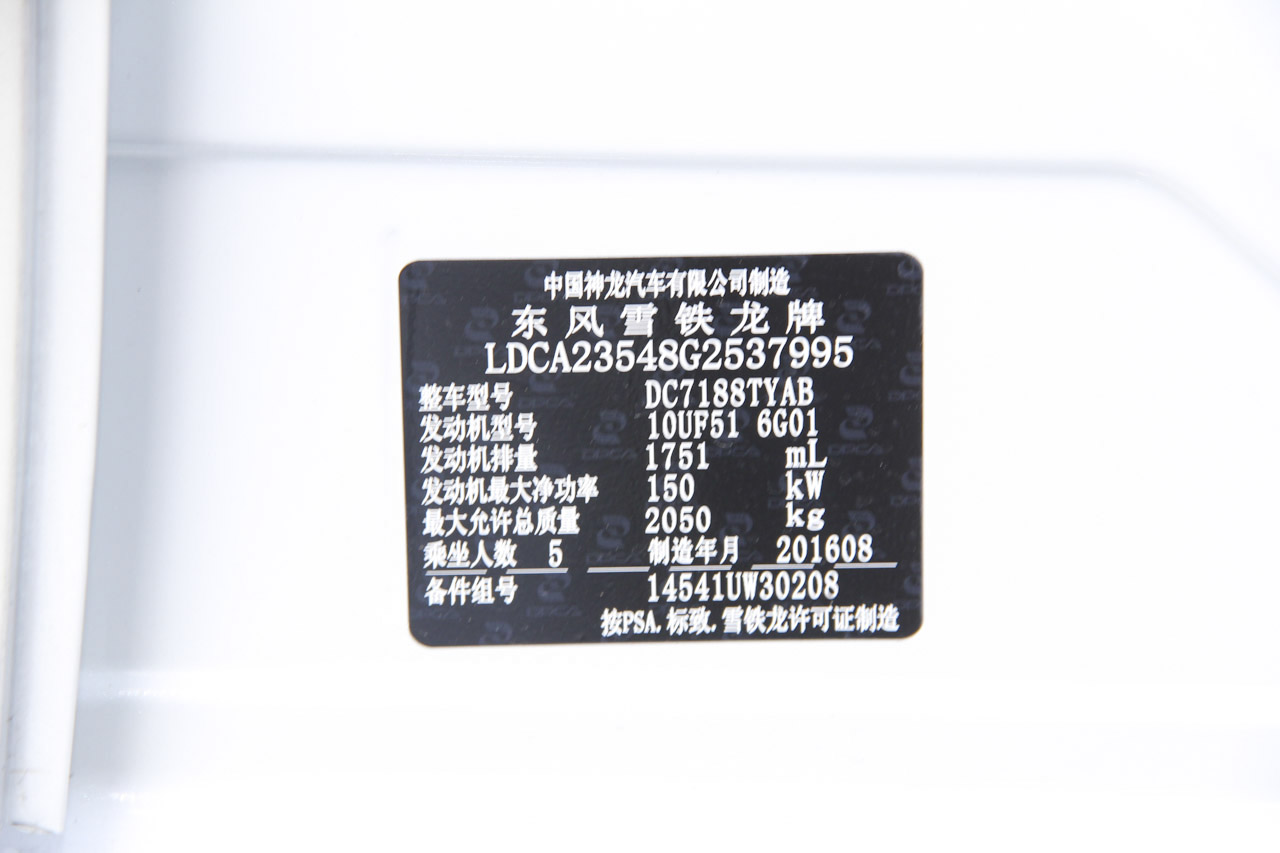 中国神龙汽车有限公司制造
东风雪铁龙牌
LDCA23548G2537995
整车型号 DC7188TYAB
发动机型号 10UF51 6G01
发动机排量 1751 mL
发动机最大净功率 150 kW
最大允许总质量 2050 kg
乘坐人数 5 制造年月 201608
备件组号 14541UW30208
按PSA.标致.雪铁龙许可证制造